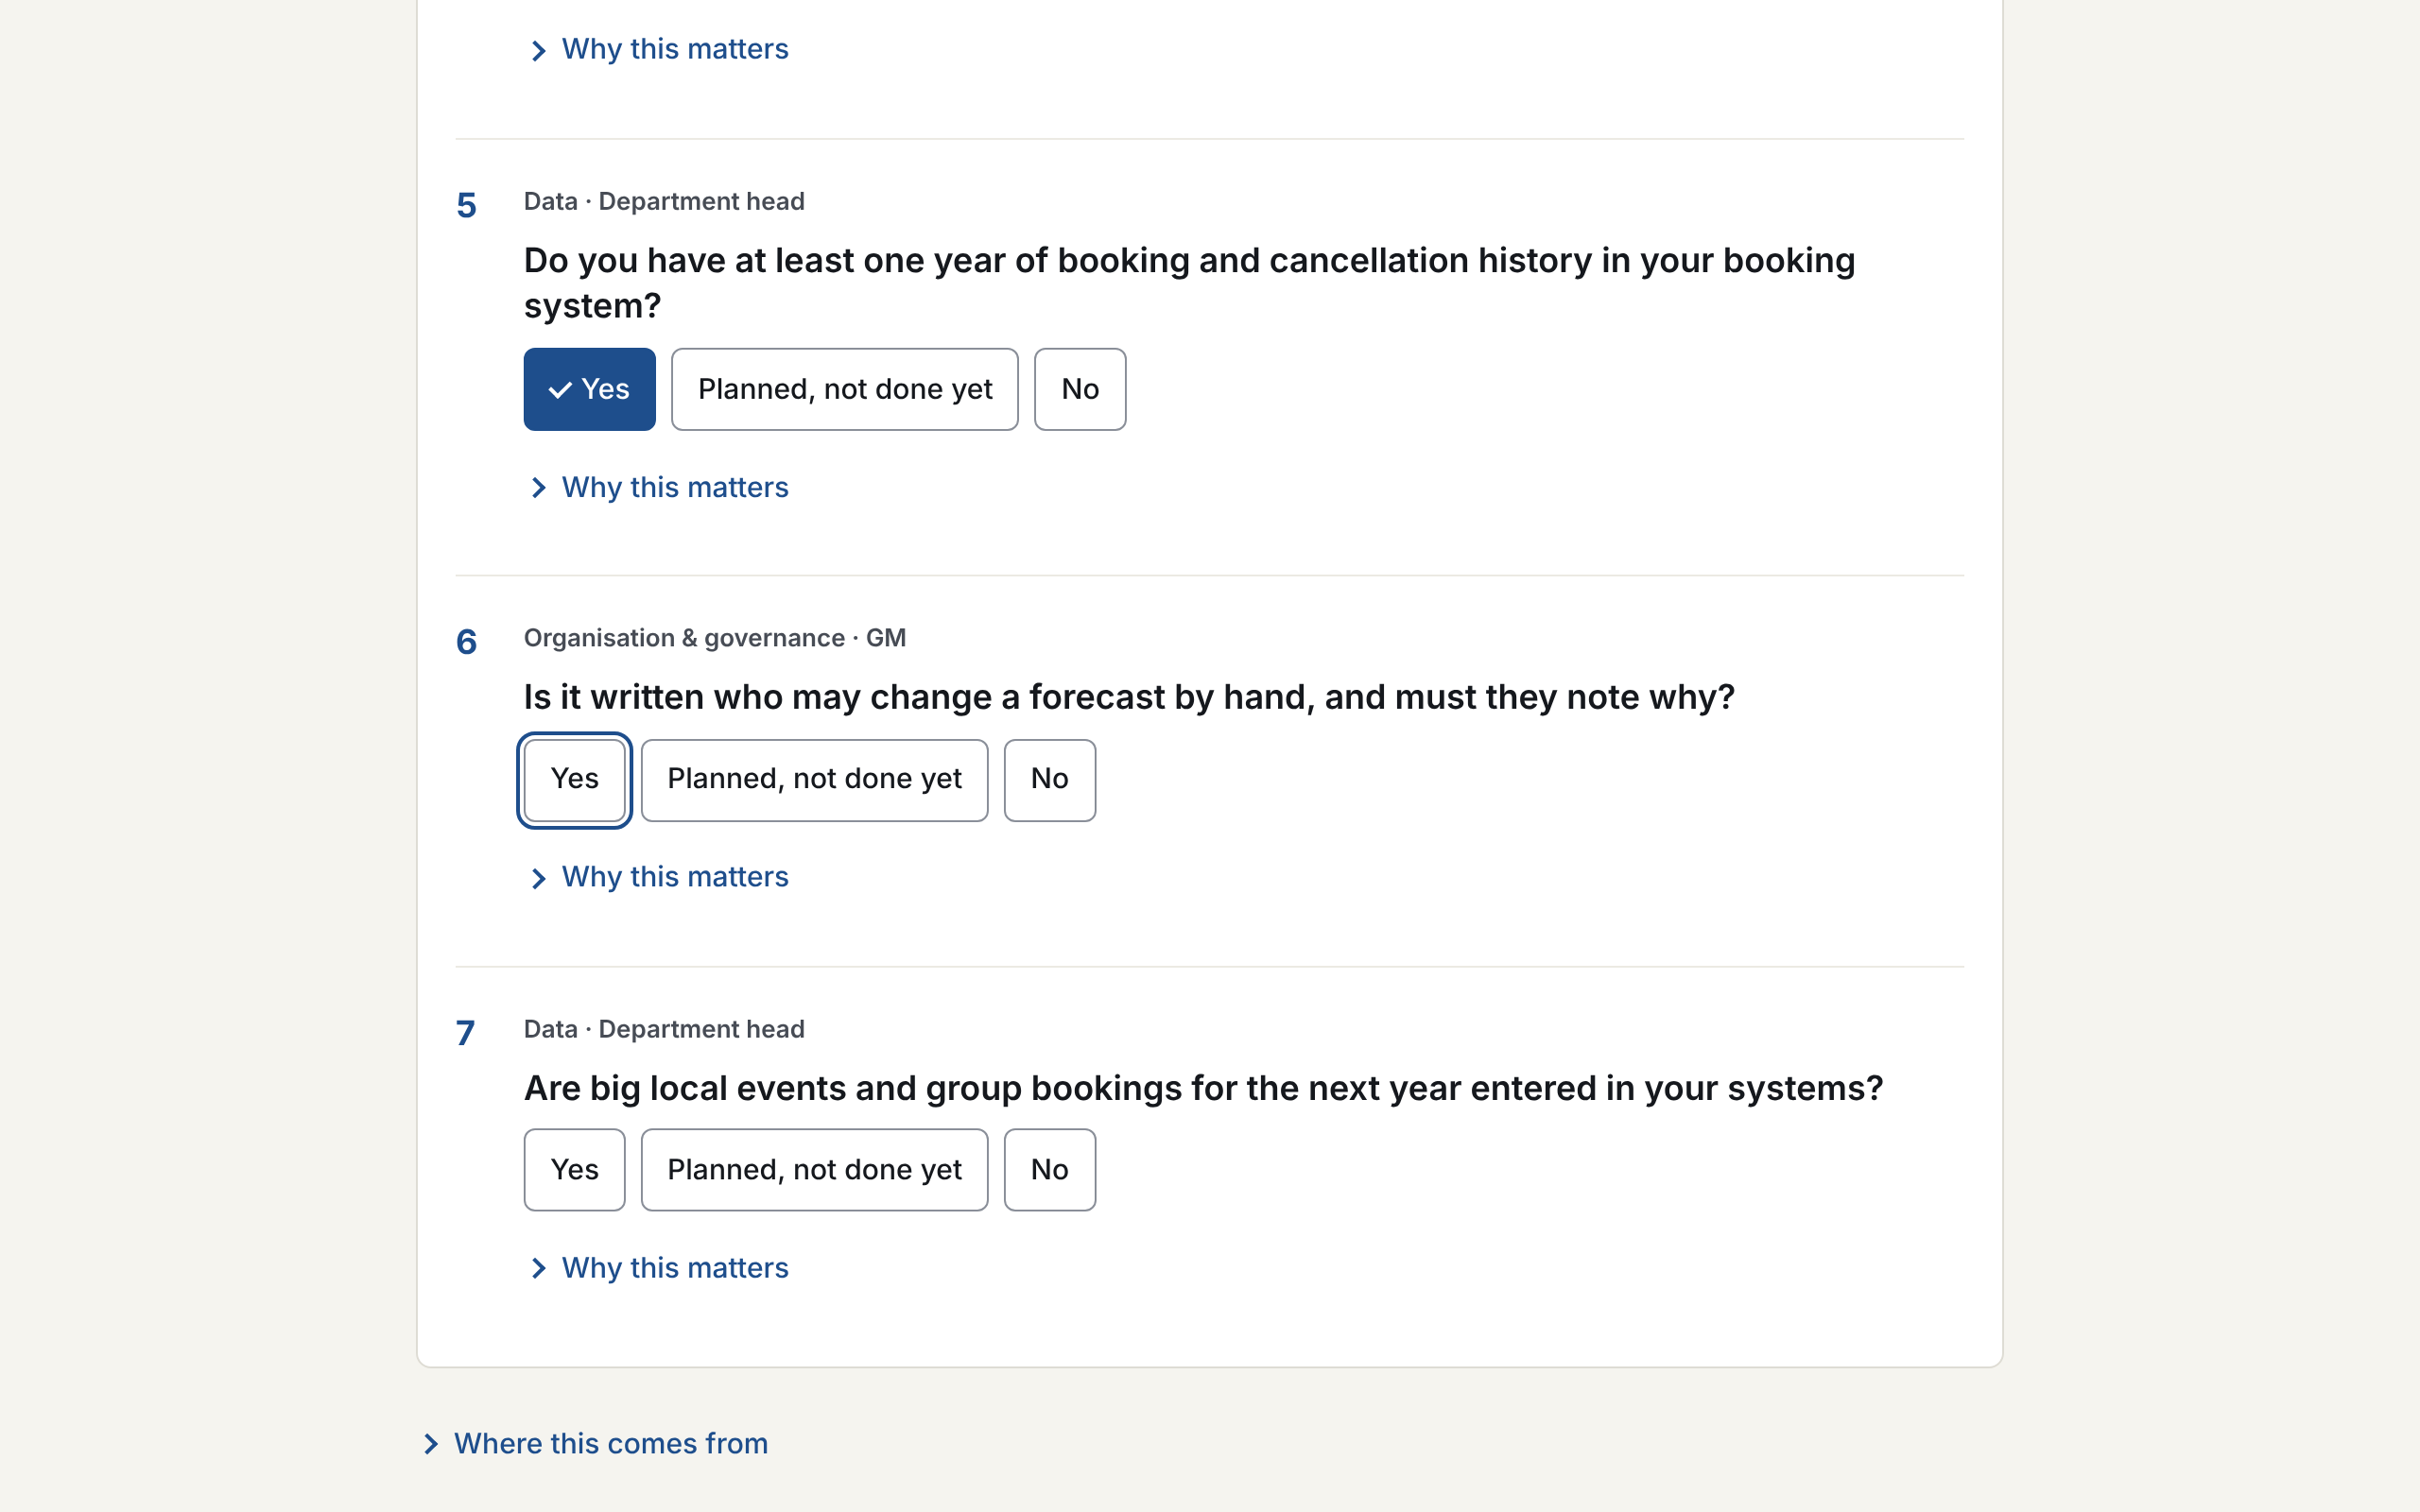 Why this matters
5
Data · Department head
Do you have at least one year of booking and cancellation history in your booking
system?
Yes
Planned, not done yet
No
Why this matters
6
Organisation & governance · GM
Is it written who may change a forecast by hand, and must they note why?
Yes
Planned, not done yet
No
Why this matters
7
Data · Department head
Are big local events and group bookings for the next year entered in your systems?
Yes
Planned, not done yet
No
Why this matters
Where this comes from